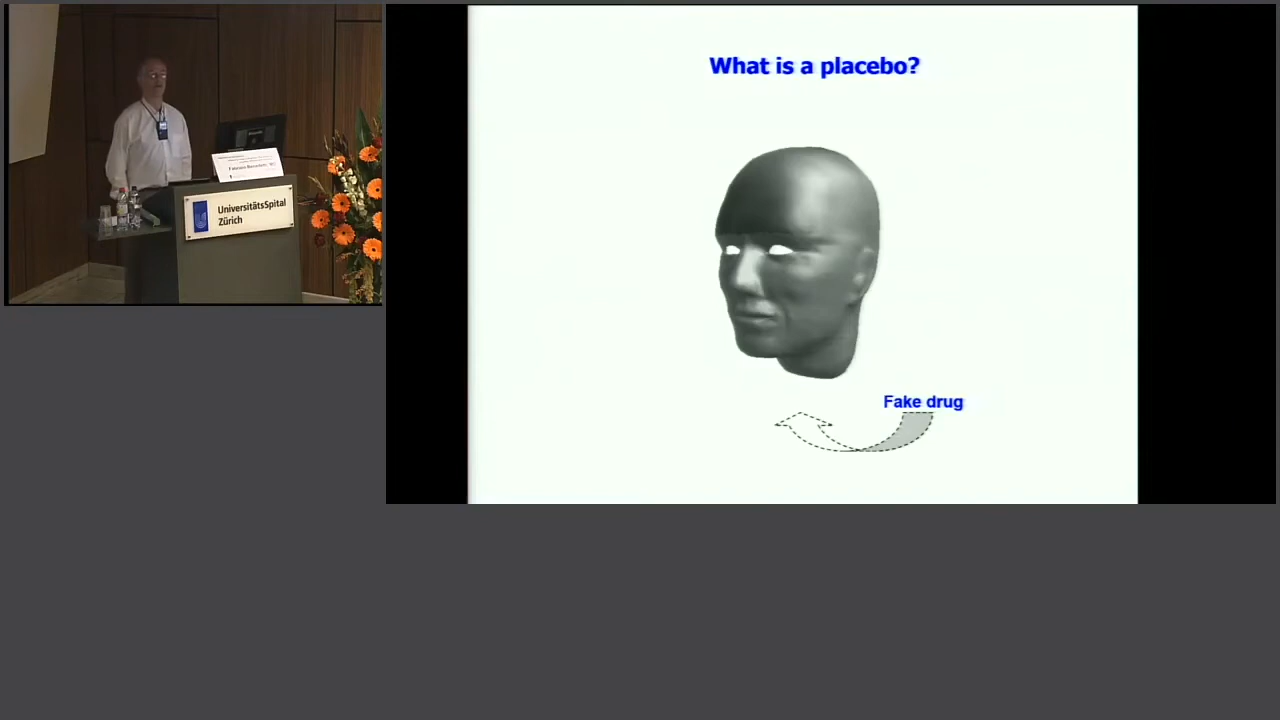 What is a placebo?
Fake drug
UniversitätsSpital
Zürich